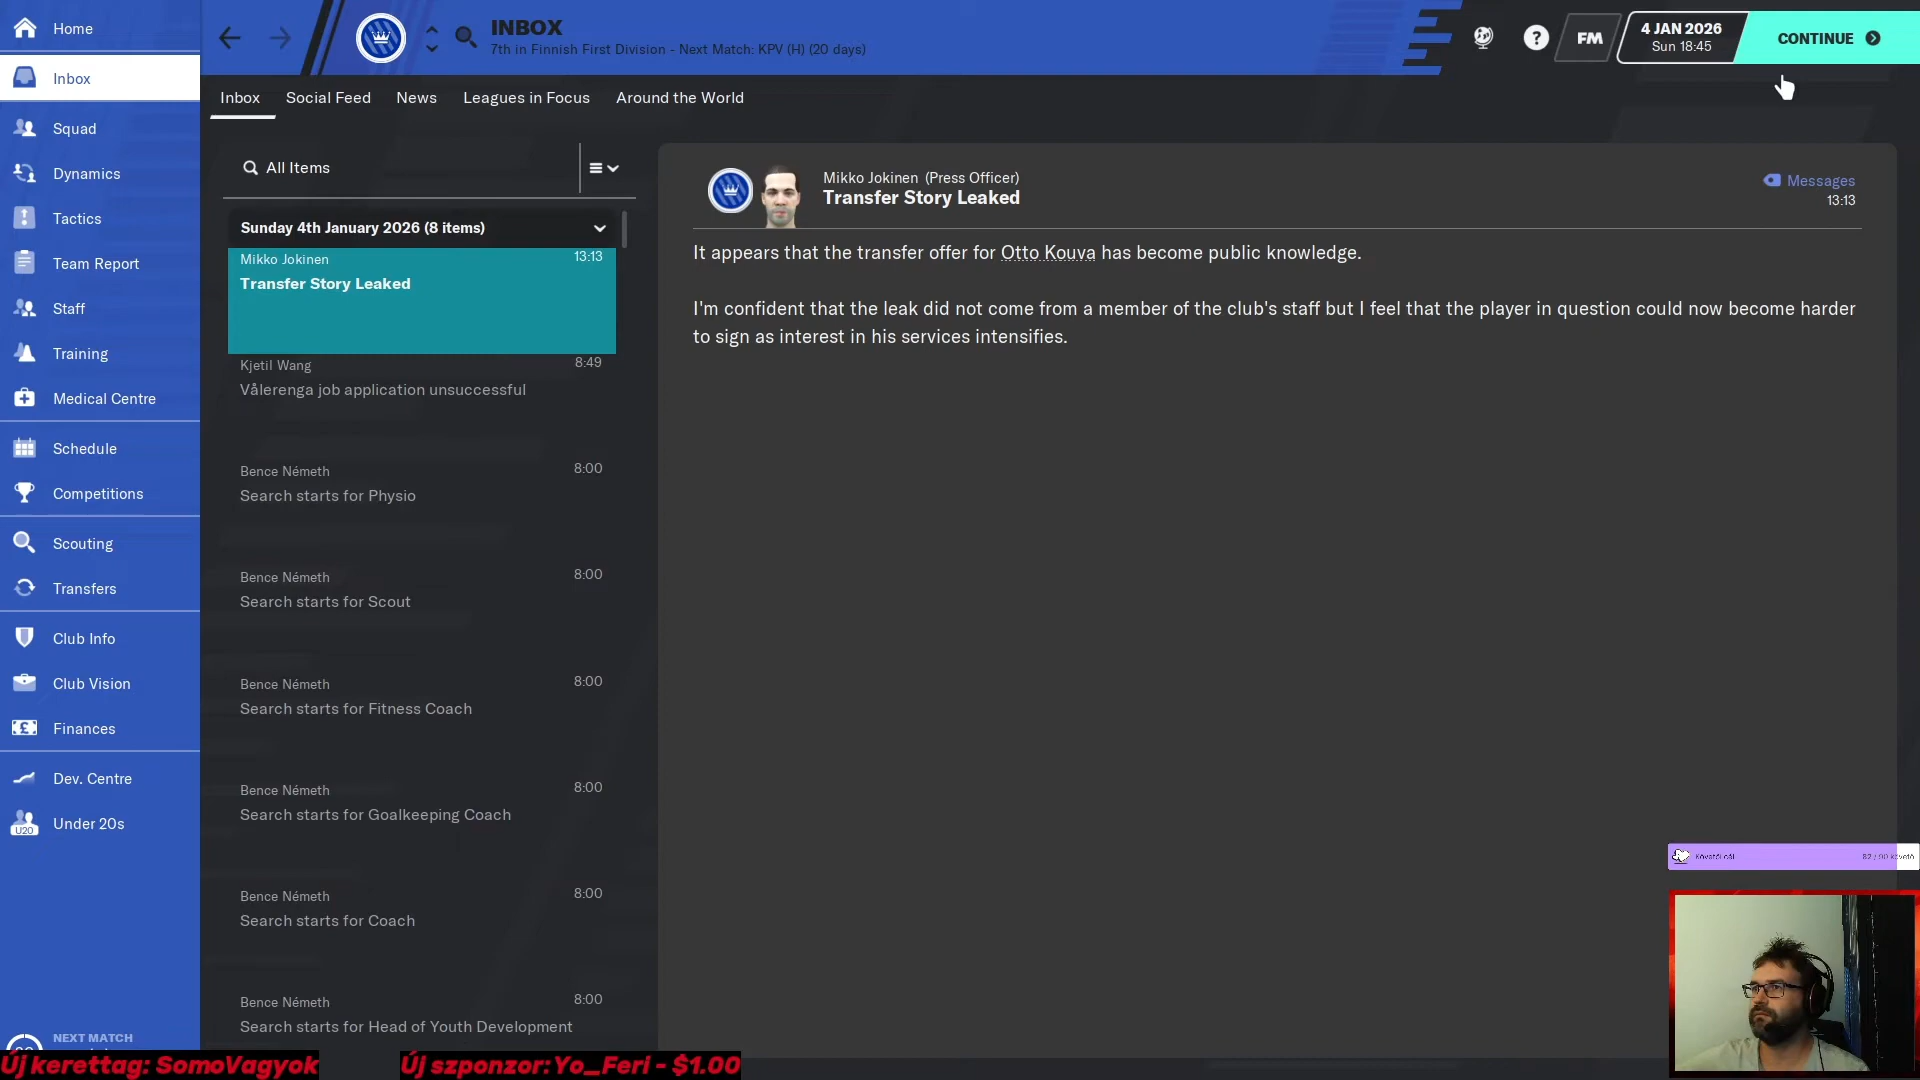 Home
Inbox
Squad
Dynamics
Tactics
Team Report
Staff
Training
Medical Centre
Schedule
Competitions
Scouting
Transfers
Club Info
Club Vision
Finances
Dev. Centre
U20
Under 20s
NEXT MATCH
INBOX
7th in Finnish First Division - Next Match: KPV (H) (20 days)
?
FM
4 JAN 2026
Sun 18:45
CONTINUE
Inbox
Social Feed
News
Leagues in Focus
Around the World
All Items
Sunday 4th January 2026 (8 items)
Mikko Jokinen 13:13
Transfer Story Leaked
Kjetil Wang 8:49
Vålerenga job application unsuccessful
Bence Németh 8:00
Search starts for Physio
Bence Németh 8:00
Search starts for Scout
Bence Németh 8:00
Search starts for Fitness Coach
Bence Németh 8:00
Search starts for Goalkeeping Coach
Bence Németh 8:00
Search starts for Coach
Bence Németh 8:00
Search starts for Head of Youth Development
Mikko Jokinen (Press Officer)
Transfer Story Leaked
Messages
13:13
It appears that the transfer offer for Otto Kouva has become public knowledge.
I'm confident that the leak did not come from a member of the club's staff but I feel that the player in question could now become harder
to sign as interest in his services intensifies.
Követői cél
82 / 90 követő
Új kerettag: SomoVagyok
Új szponzor: Yo_Feri - $1.00